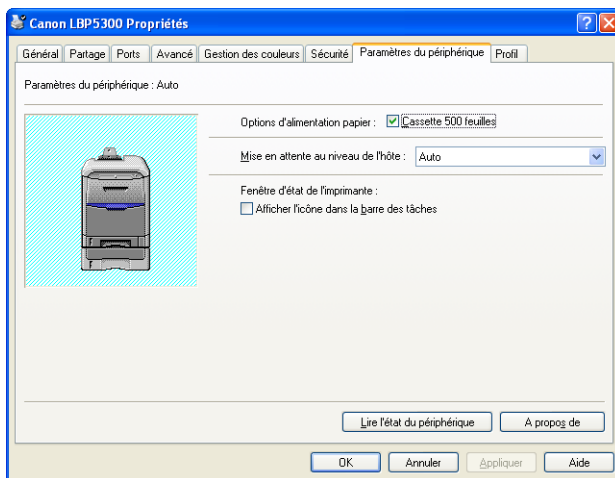 Canon LBP5300 Propriétés
Général Partage Ports Avancé Gestion des couleurs Sécurité Paramètres du périphérique Profil
Paramètres du périphérique : Auto
Options d'alimentation papier : Cassette 500 feuilles
Mise en attente au niveau de l'hôte : Auto
Fenêtre d'état de l'imprimante :
Afficher l'icône dans la barre des tâches
Lire l'état du périphérique A propos de
OK Annuler Appliquer Aide